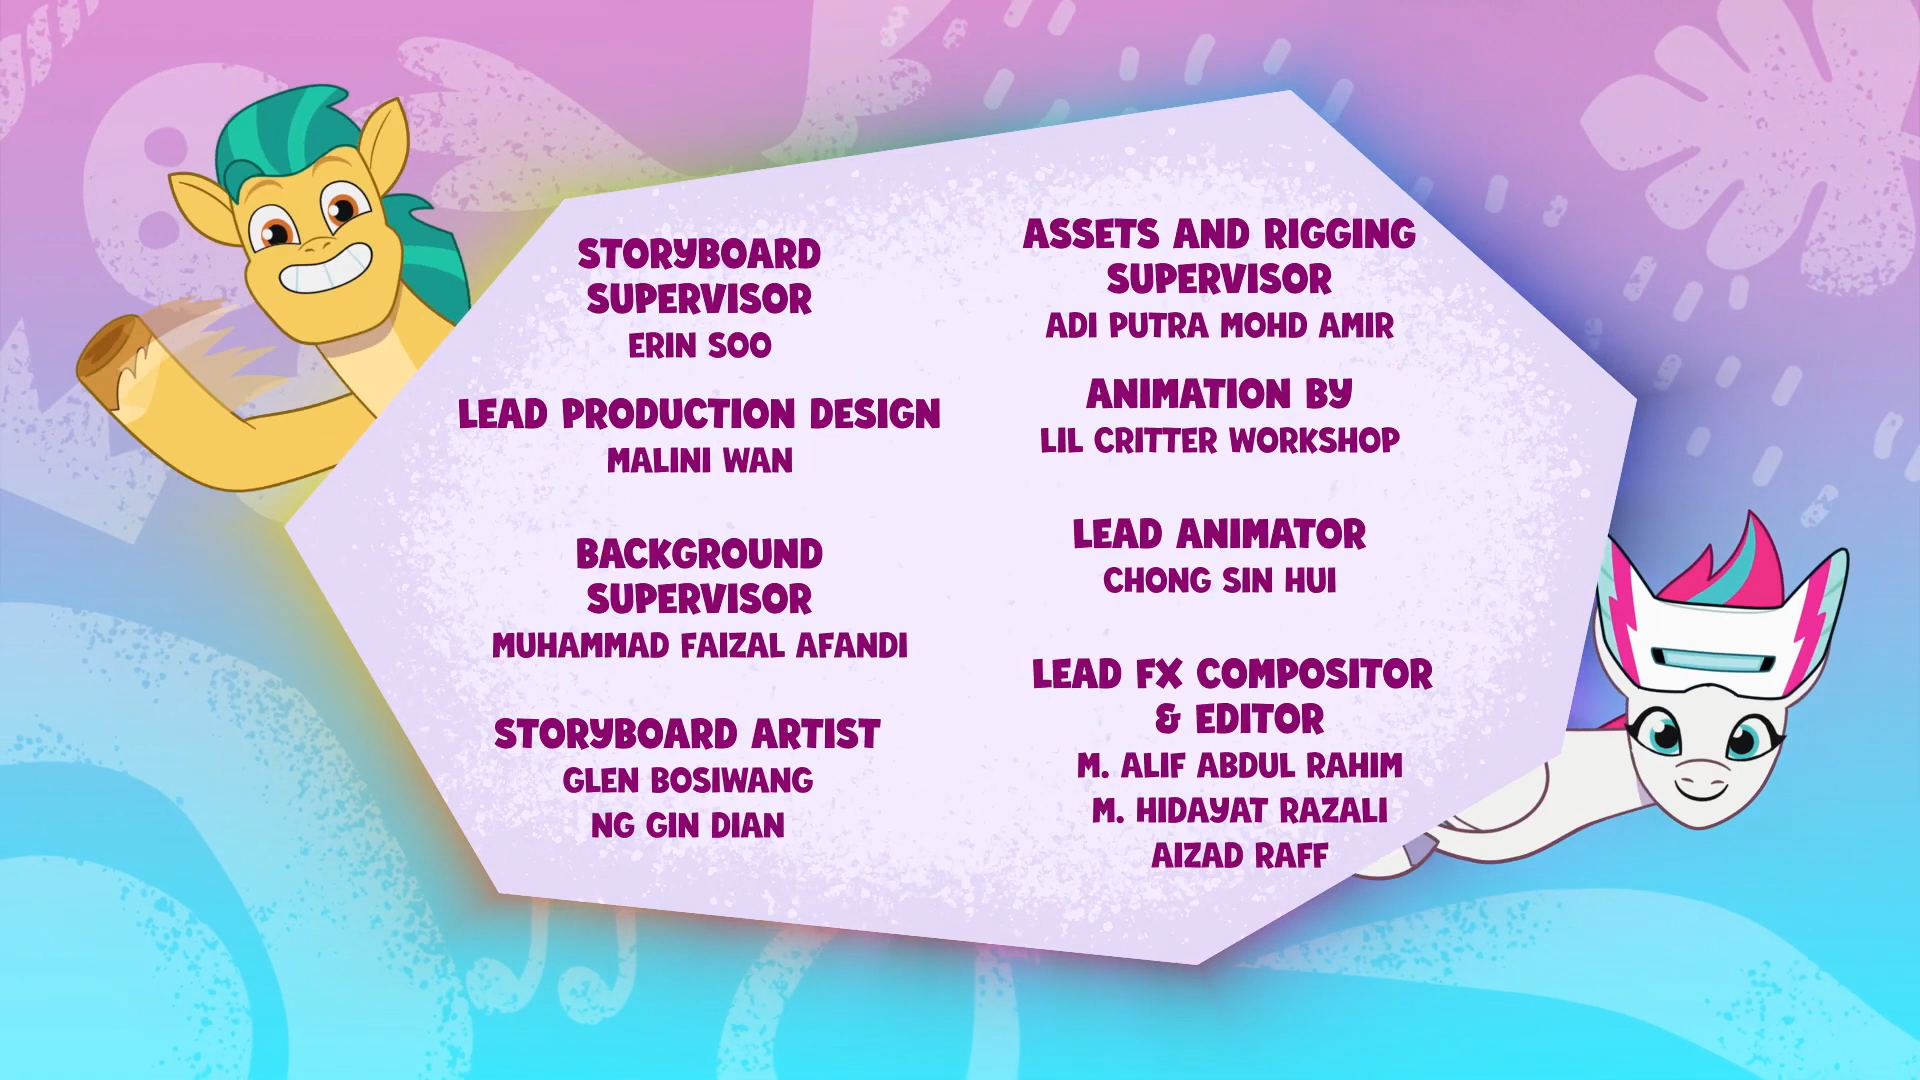 STORYBOARD
SUPERVISOR
ERIN SOO
LEAD PRODUCTION DESIGN
MALINI WAN
BACKGROUND
SUPERVISOR
MUHAMMAD FAIZAL AFANDI
STORYBOARD ARTIST
GLEN BOSIWANG
NG GIN DIAN
ASSETS AND RIGGING
SUPERVISOR
ADI PUTRA MOHD AMIR
ANIMATION BY
LIL CRITTER WORKSHOP
LEAD ANIMATOR
CHONG SIN HUI
LEAD FX COMPOSITOR
& EDITOR
M. ALIF ABDUL RAHIM
M. HIDAYAT RAZALI
AIZAD RAFF